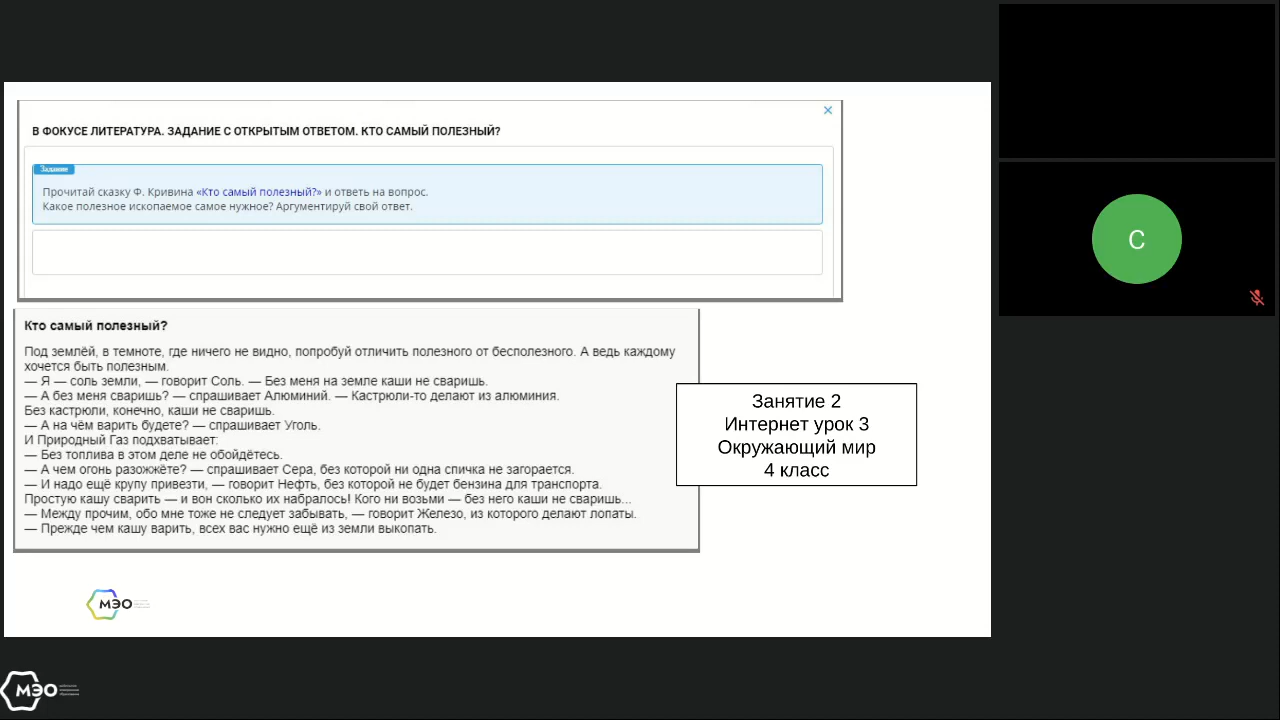 В ФОКУСЕ ЛИТЕРАТУРА. ЗАДАНИЕ С ОТКРЫТЫМ ОТВЕТОМ. КТО САМЫЙ ПОЛЕЗНЫЙ?
Задание
Прочитай сказку Ф. Кривина «Кто самый полезный?» и ответь на вопрос.
Какое полезное ископаемое самое нужное? Аргументируй свой ответ.
Кто самый полезный?
Под землёй, в темноте, где ничего не видно, попробуй отличить полезного от бесполезного. А ведь каждому
хочется быть полезным.
— Я — соль земли, — говорит Соль. — Без меня на земле каши не сваришь.
— А без меня сваришь? — спрашивает Алюминий. — Кастрюли-то делают из алюминия.
Без кастрюли, конечно, каши не сваришь.
— А на чём варить будете? — спрашивает Уголь.
И Природный Газ подхватывает:
— Без топлива в этом деле не обойдётесь.
— А чем огонь разожжёте? — спрашивает Сера, без которой ни одна спичка не загорается.
— И надо ещё крупу привезти, — говорит Нефть, без которой не будет бензина для транспорта.
Простую кашу сварить — и вон сколько их набралось! Кого ни возьми — без него каши не сваришь...
— Между прочим, обо мне тоже не следует забывать, — говорит Железо, из которого делают лопаты.
— Прежде чем кашу варить, всех вас нужно ещё из земли выкопать.
Занятие 2
Интернет урок 3
Окружающий мир
4 класс
МЭО
С
МЭО